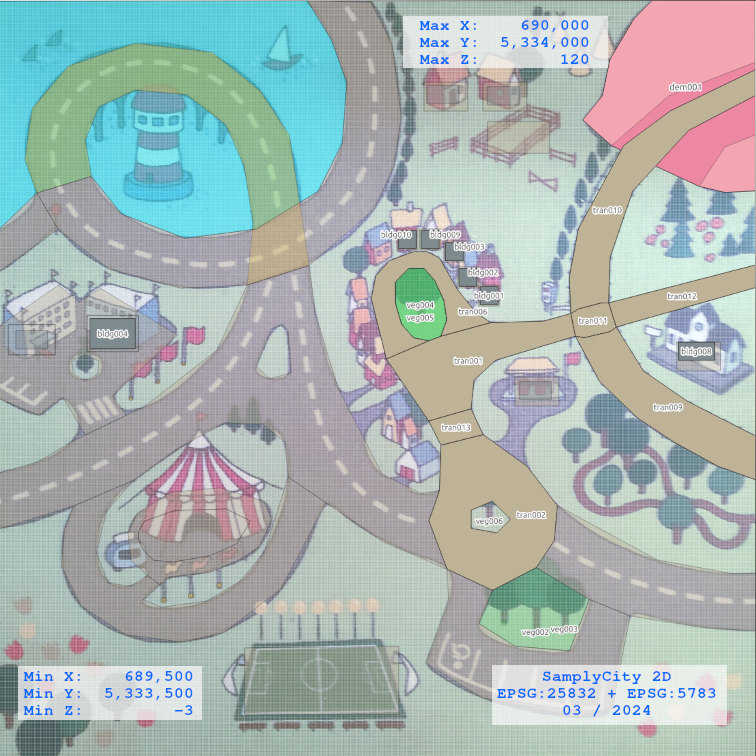 Max X: 690,000
Max Y: 5,334,000
Max Z: 120
dem001
tran010
bldg010
bldg009
bldg003
bldg002
bldg001
tran012
veg004
veg005
tran006
tran011
bldg004
bldg008
tran001
tran009
tran013
tran002
veg006
veg002
veg003
Min X: 689,500
Min Y: 5,333,500
Min Z: −3
SamplyCity 2D
EPSG:25832 + EPSG:5783
03 / 2024